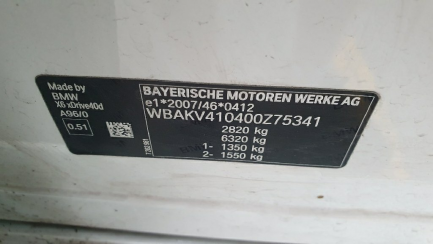 Made by
BMW
X6 xDrive40d
A96/0
0.51
BAYERISCHE MOTOREN WERKE AG
e1*2007/46*0412
WBAKV410400Z75341
2820 kg
6320 kg
1- 1350 kg
2- 1550 kg